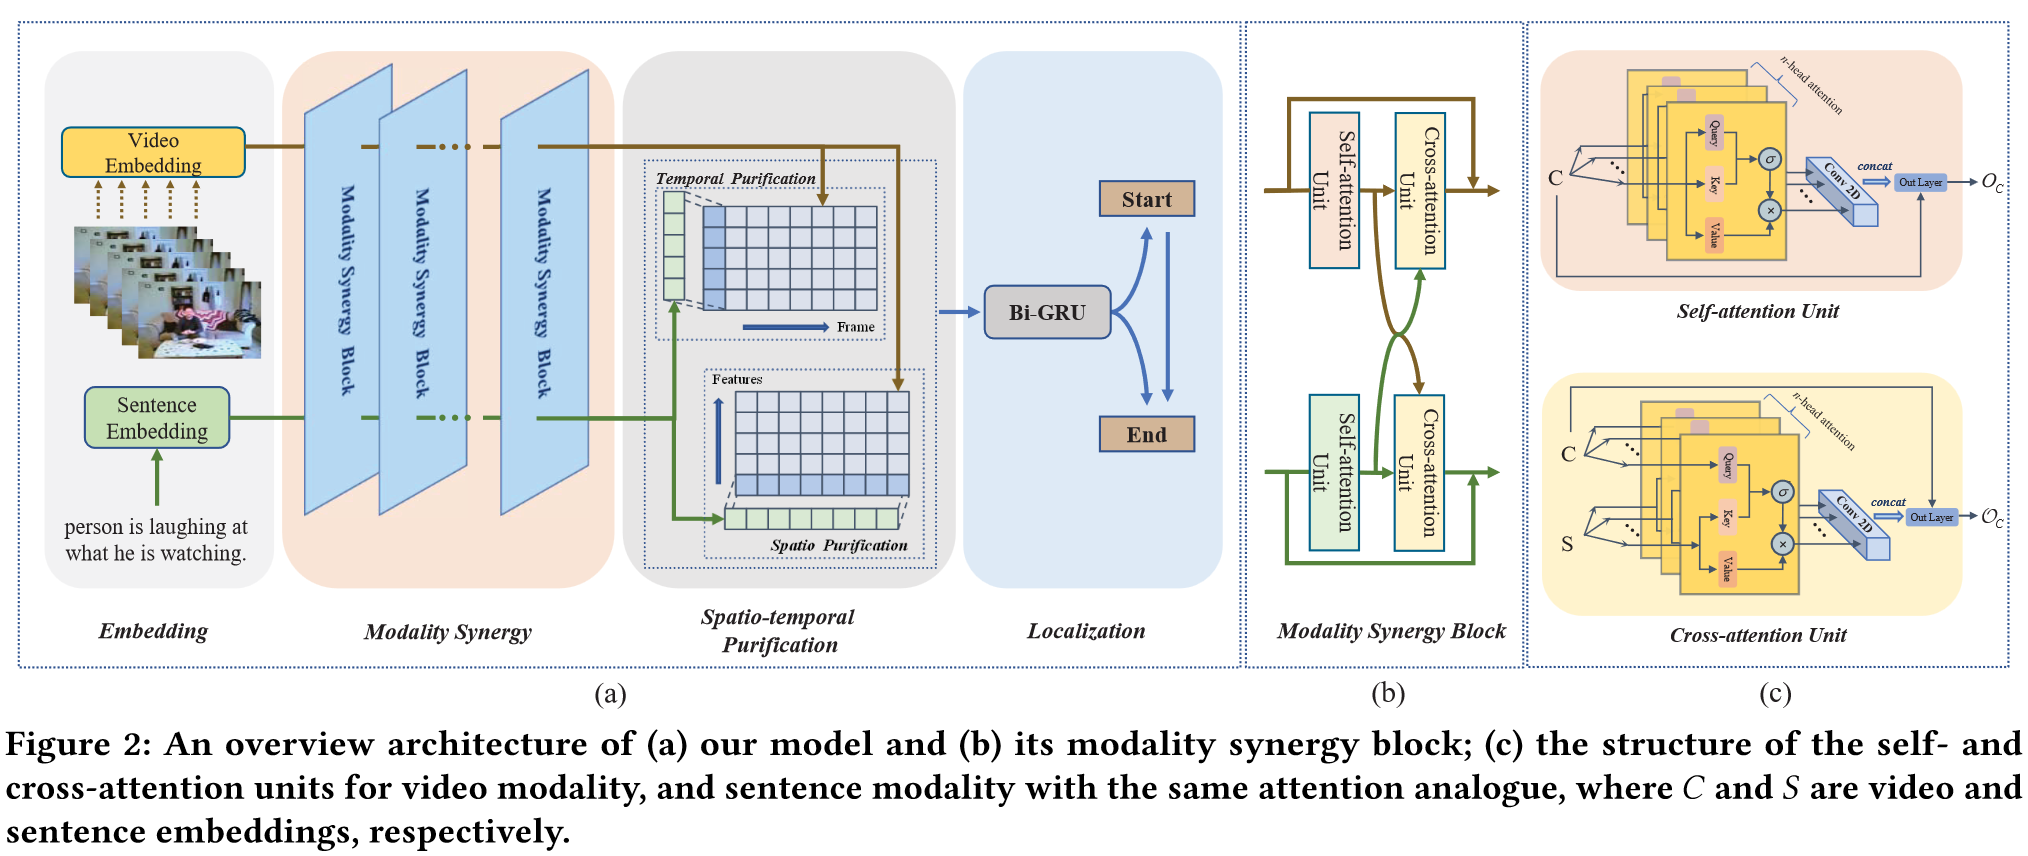 Video
Embedding
Sentence
Embedding
person is laughing at
what he is watching.
Embedding
Modality Synergy Block
Modality Synergy Block
Modality Synergy Block
Modality Synergy
Temporal Purification
Frame
Features
Spatio Purification
Spatio-temporal
Purification
Bi-GRU
Start
End
Localization
(a)
Self-attention
Unit
Cross-attention
Unit
Self-attention
Unit
Cross-attention
Unit
Modality Synergy Block
(b)
n-head attention
C
Query
Key
Value
σ
×
Conv 2D
concat
Out Layer
O_C
Self-attention Unit
n-head attention
C
S
Query
Key
Value
σ
×
Conv 2D
concat
Out Layer
𝒪_C
Cross-attention Unit
(c)
Figure 2: An overview architecture of (a) our model and (b) its modality synergy block; (c) the structure of the self- and
cross-attention units for video modality, and sentence modality with the same attention analogue, where C and S are video and
sentence embeddings, respectively.